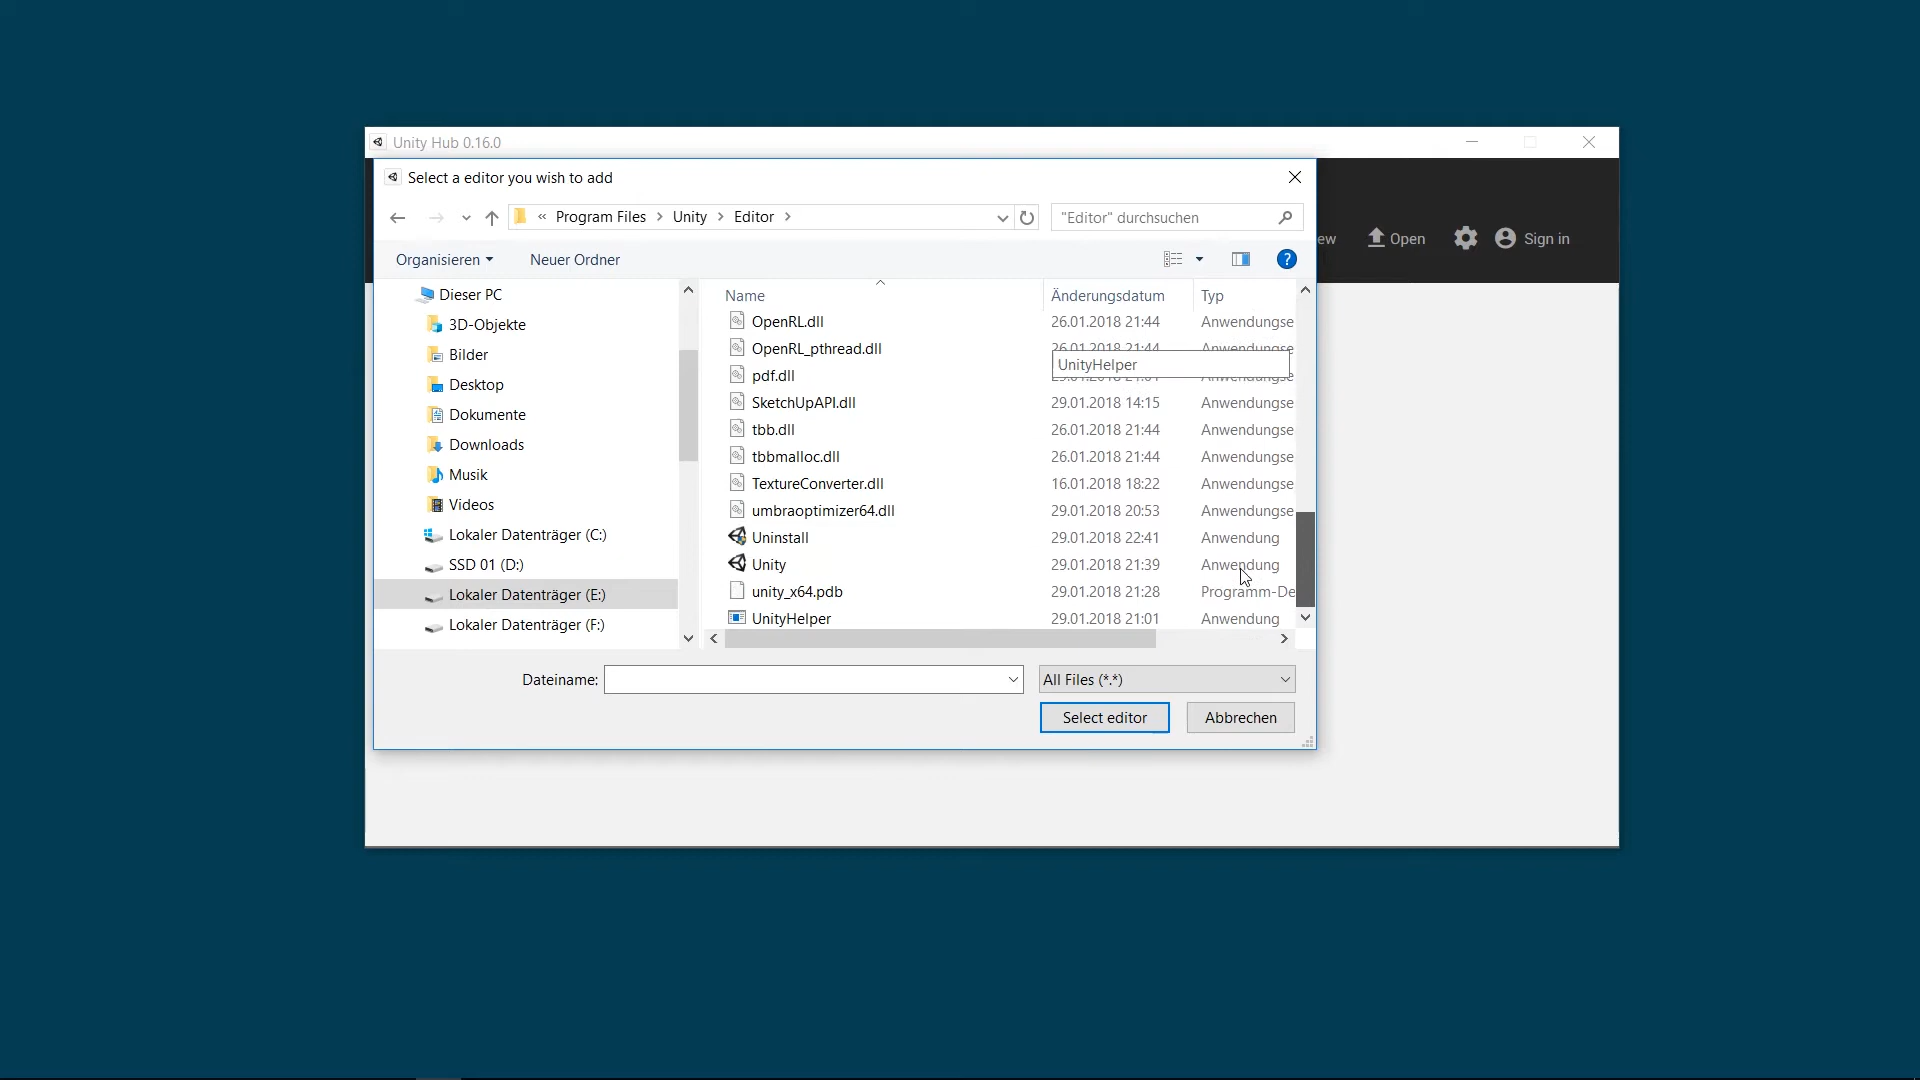 Unity Hub 0.16.0
Select a editor you wish to add
« Program Files > Unity > Editor >
"Editor" durchsuchen
ew Open Sign in
Organisieren Neuer Ordner
?
Dieser PC
3D-Objekte
Bilder
Desktop
Dokumente
Downloads
Musik
Videos
Lokaler Datenträger (C:)
SSD 01 (D:)
Lokaler Datenträger (E:)
Lokaler Datenträger (F:)
Name Änderungsdatum Typ
OpenRL.dll 26.01.2018 21:44 Anwendungse
OpenRL_pthread.dll 26.01.2018 21:44 Anwendungse
UnityHelper
pdf.dll Anwendungse
SketchUpAPI.dll 29.01.2018 14:15 Anwendungse
tbb.dll 26.01.2018 21:44 Anwendungse
tbbmalloc.dll 26.01.2018 21:44 Anwendungse
TextureConverter.dll 16.01.2018 18:22 Anwendungse
umbraoptimizer64.dll 29.01.2018 20:53 Anwendungse
Uninstall 29.01.2018 22:41 Anwendung
Unity 29.01.2018 21:39 Anwendung
unity_x64.pdb 29.01.2018 21:28 Programm-De
UnityHelper 29.01.2018 21:01 Anwendung
Dateiname:
All Files (*.*)
Select editor
Abbrechen